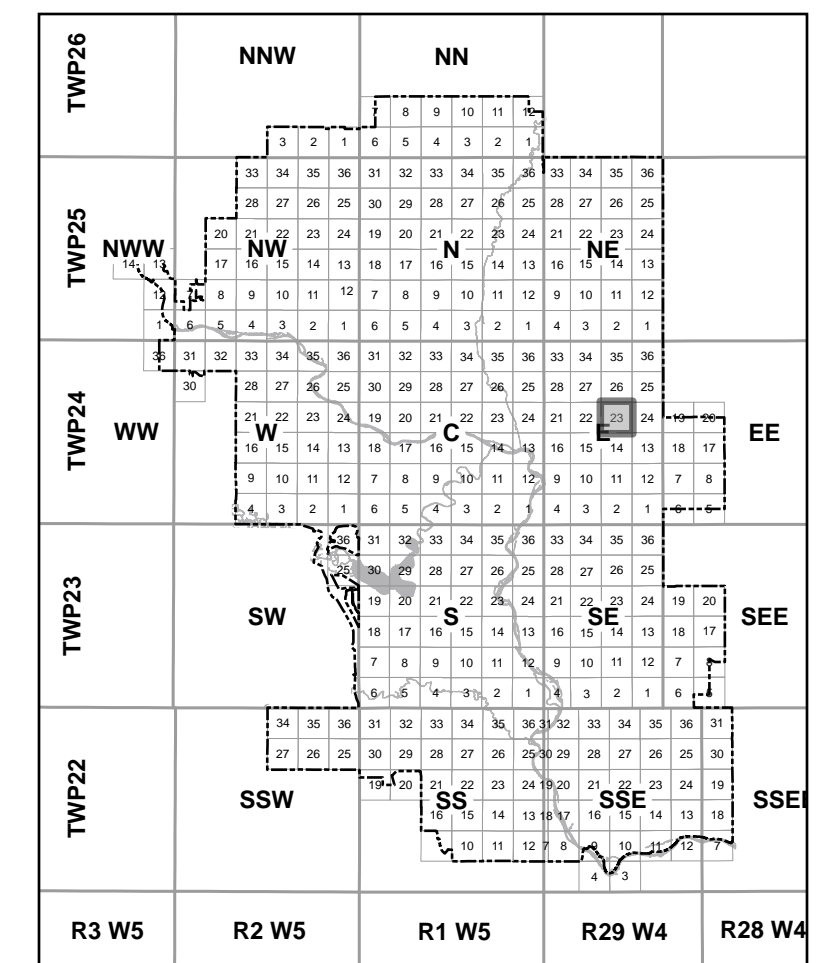 NNW NN
TWP26
7 8 9 10 11 12
3 2 1 6 5 4 3 2 1
33 34 35 36 31 32 33 34 35 36 33 34 35 36
28 27 26 25 30 29 28 27 26 25 28 27 26 25
TWP25
20 21 22 23 24 19 20 21 22 23 24 21 22 23 24
NWW NW N NE
14 13 17 16 15 14 13 18 17 16 15 14 13 16 15 14 13
12 7 8 9 10 11 12 7 8 9 10 11 12 9 10 11 12
1 6 5 4 3 2 1 6 5 4 3 2 1 4 3 2 1
36 31 32 33 34 35 36 31 32 33 34 35 36 33 34 35 36
30 28 27 26 25 30 29 28 27 26 25 28 27 26 25
TWP24
21 22 23 24 19 20 21 22 23 24 21 22 23 24 19 20
WW W C E EE
16 15 14 13 18 17 16 15 14 13 16 15 14 13 18 17
9 10 11 12 7 8 9 10 11 12 9 10 11 12 7 8
4 3 2 1 6 5 4 3 2 1 4 3 2 1 6 5
36 31 32 33 34 35 36 33 34 35 36
25 30 29 28 27 26 25 28 27 26 25
TWP23
19 20 21 22 23 24 21 22 23 24 19 20
SW S SE SEE
18 17 16 15 14 13 16 15 14 13 18 17
7 8 9 10 11 12 9 10 11 12 7 8
6 5 4 3 2 1 4 3 2 1 6
34 35 36 31 32 33 34 35 36 31 32 33 34 35 36 31
27 26 25 30 29 28 27 26 25 30 29 28 27 26 25 30
TWP22
19 20 21 22 23 24 19 20 21 22 23 24 19
SSW SS SSE SSE
16 15 14 13 18 17 16 15 14 13 18
10 11 12 7 8 9 10 11 12 7
4 3
R3 W5 R2 W5 R1 W5 R29 W4 R28 W4